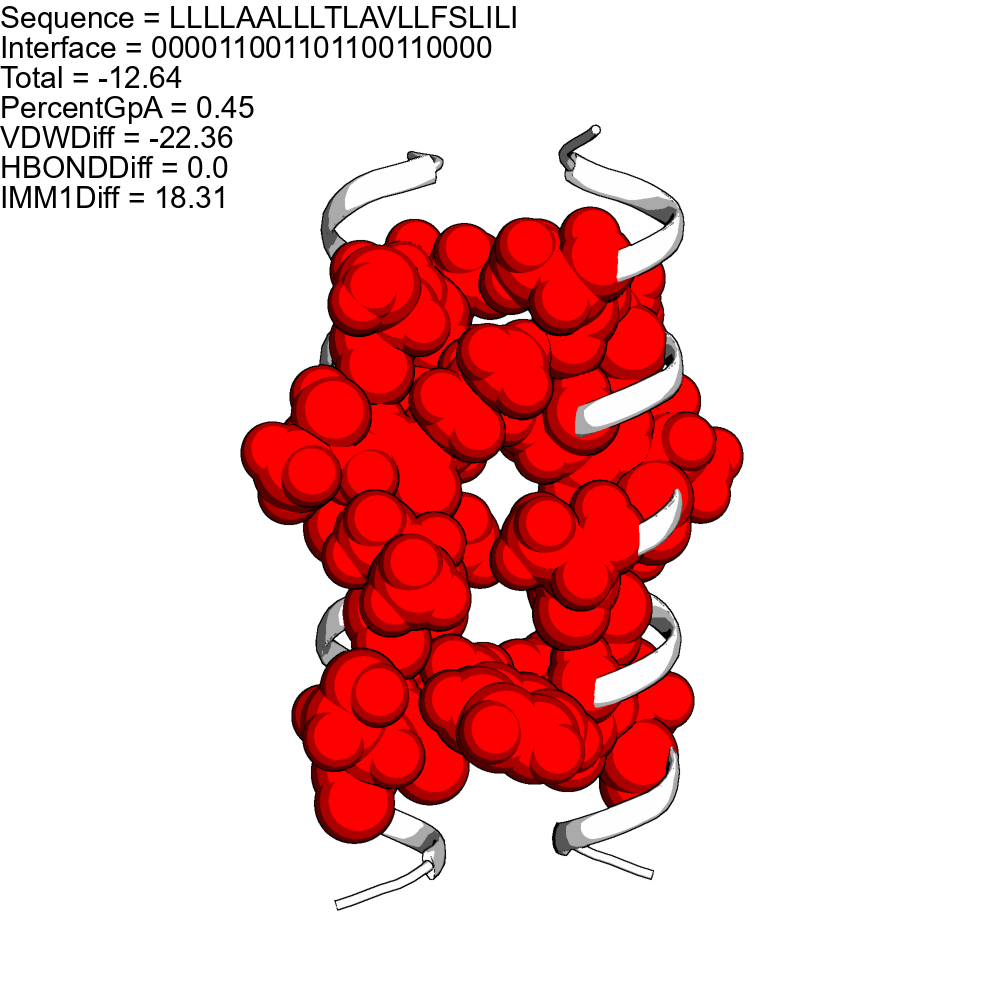 Sequence = LLLLAALLLTLAVLLFSLILI
Interface = 000011001101100110000
Total = -12.64
PercentGpA = 0.45
VDWDiff = -22.36
HBONDDiff = 0.0
IMM1Diff = 18.31